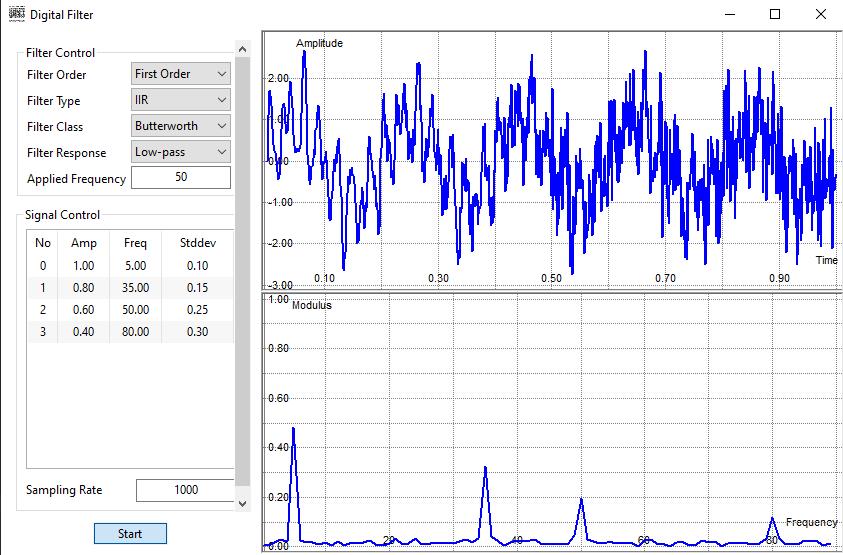 Digital Filter
Filter Control
Filter Order First Order
Filter Type IIR
Filter Class Butterworth
Filter Response Low-pass
Applied Frequency 50
Signal Control
No Amp Freq Stddev
0 1.00 5.00 0.10
1 0.80 35.00 0.15
2 0.60 50.00 0.25
3 0.40 80.00 0.30
Sampling Rate 1000
Start
Amplitude
2.00
1.0
0.00
-1.00
-2.00
-3.00
0.10 0.30 0.50 0.70 0.90
Time
1.00
Modulus
0.80
0.60
0.40
0.20
0.00
20 40 60 80
Frequency